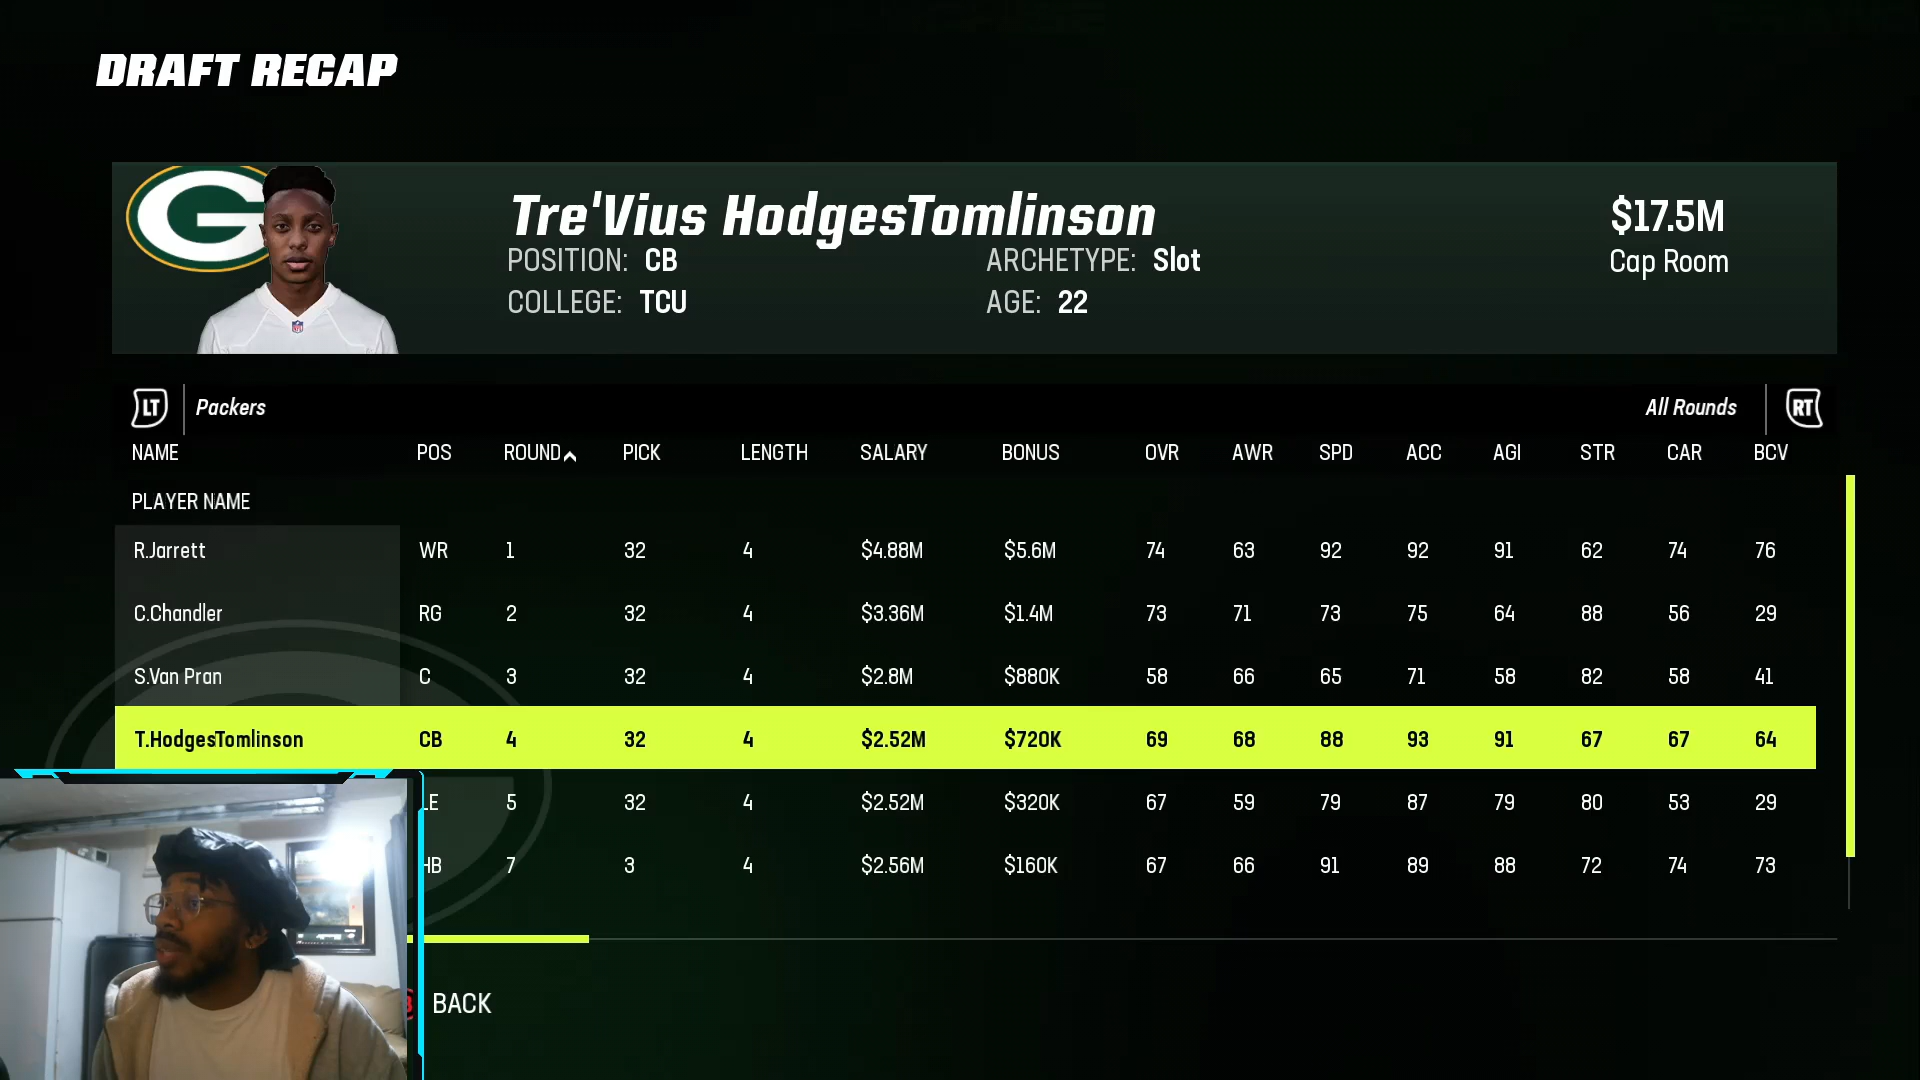 DRAFT RECAP
Tre'Vius HodgesTomlinson
POSITION: CB ARCHETYPE: Slot
COLLEGE: TCU AGE: 22
$17.5M
Cap Room
LT Packers All Rounds RT
NAME POS ROUND PICK LENGTH SALARY BONUS OVR AWR SPD ACC AGI STR CAR BCV
PLAYER NAME
R.Jarrett WR 1 32 4 $4.88M $5.6M 74 63 92 92 91 62 74 76
C.Chandler RG 2 32 4 $3.36M $1.4M 73 71 73 75 64 88 56 29
S.Van Pran C 3 32 4 $2.8M $880K 58 66 65 71 58 82 58 41
T.HodgesTomlinson CB 4 32 4 $2.52M $720K 69 68 88 93 91 67 67 64
LE 5 32 4 $2.52M $320K 67 59 79 87 79 80 53 29
HB 7 3 4 $2.56M $160K 67 66 91 89 88 72 74 73
BACK